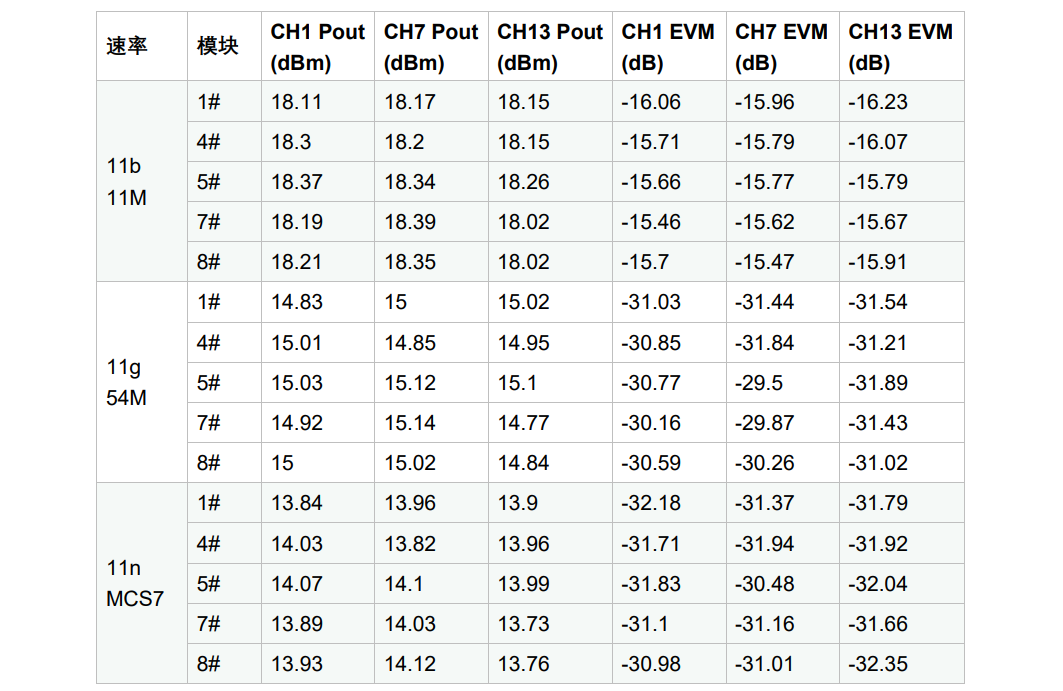 速率 模块 CH1 Pout (dBm) CH7 Pout (dBm) CH13 Pout (dBm) CH1 EVM (dB) CH7 EVM (dB) CH13 EVM (dB)
11b 11M
1# 18.11 18.17 18.15 -16.06 -15.96 -16.23
4# 18.3 18.2 18.15 -15.71 -15.79 -16.07
5# 18.37 18.34 18.26 -15.66 -15.77 -15.79
7# 18.19 18.39 18.02 -15.46 -15.62 -15.67
8# 18.21 18.35 18.02 -15.7 -15.47 -15.91
11g 54M
1# 14.83 15 15.02 -31.03 -31.44 -31.54
4# 15.01 14.85 14.95 -30.85 -31.84 -31.21
5# 15.03 15.12 15.1 -30.77 -29.5 -31.89
7# 14.92 15.14 14.77 -30.16 -29.87 -31.43
8# 15 15.02 14.84 -30.59 -30.26 -31.02
11n MCS7
1# 13.84 13.96 13.9 -32.18 -31.37 -31.79
4# 14.03 13.82 13.96 -31.71 -31.94 -31.92
5# 14.07 14.1 13.99 -31.83 -30.48 -32.04
7# 13.89 14.03 13.73 -31.1 -31.16 -31.66
8# 13.93 14.12 13.76 -30.98 -31.01 -32.35